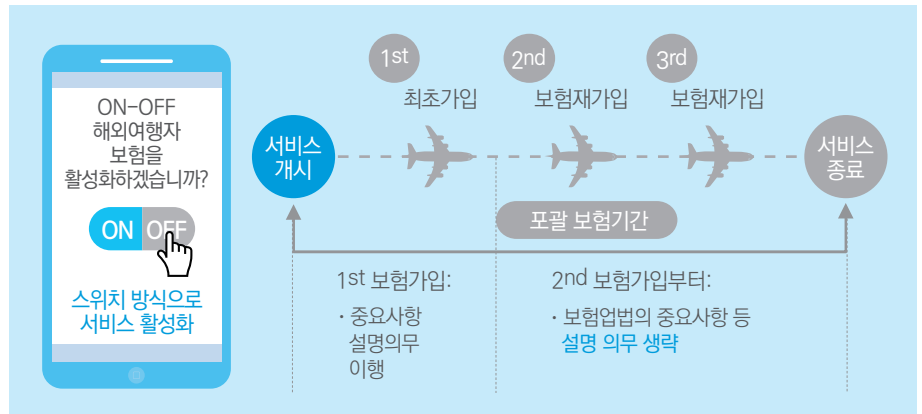 ON-OFF
해외여행자
보험을
활성화하겠습니까?
ON OFF
스위치 방식으로
서비스 활성화
1st
최초가입
2nd
보험재가입
3rd
보험재가입
서비스
개시
서비스
종료
포괄 보험기간
1st 보험가입:
· 중요사항
설명의무
이행
2nd 보험가입부터:
· 보험업법의 중요사항 등
설명 의무 생략